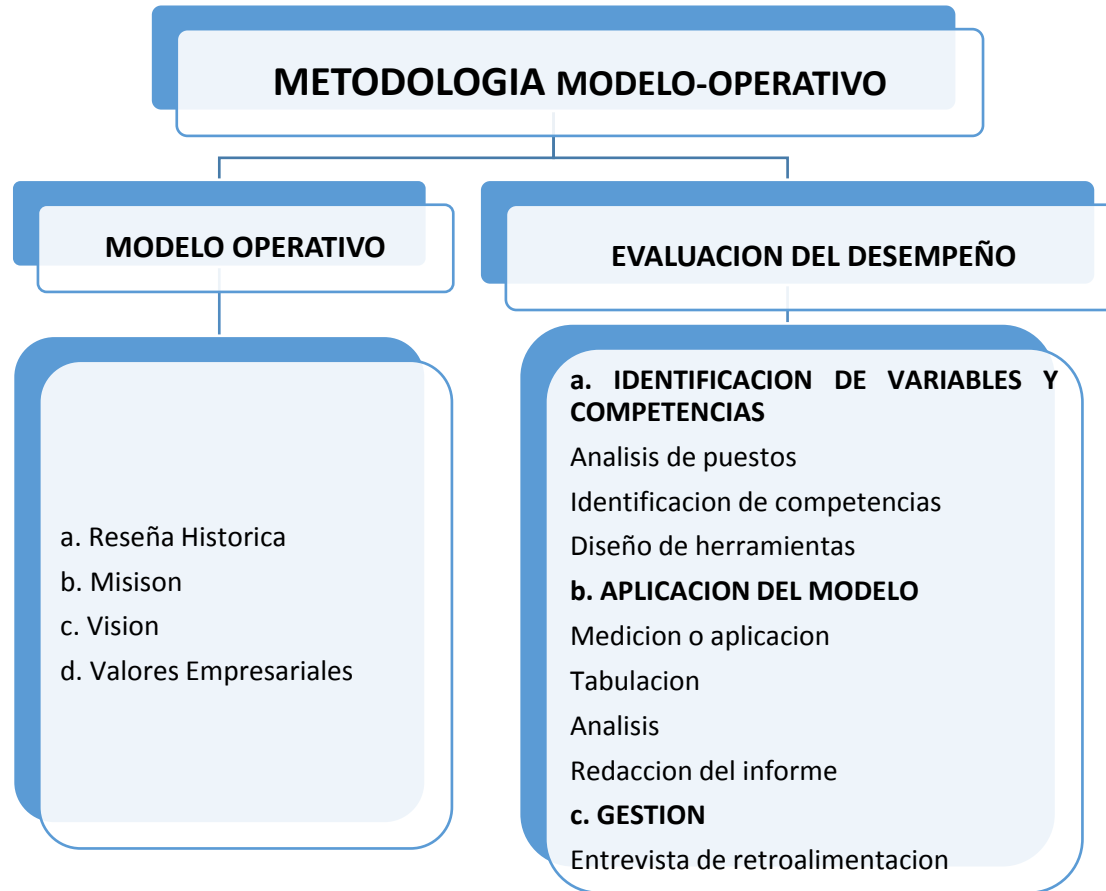 METODOLOGIA MODELO-OPERATIVO
MODELO OPERATIVO
a. Reseña Historica
b. Misison
c. Vision
d. Valores Empresariales
EVALUACION DEL DESEMPEÑO
a. IDENTIFICACION DE VARIABLES Y
COMPETENCIAS
Analisis de puestos
Identificacion de competencias
Diseño de herramientas
b. APLICACION DEL MODELO
Medicion o aplicacion
Tabulacion
Analisis
Redaccion del informe
c. GESTION
Entrevista de retroalimentacion